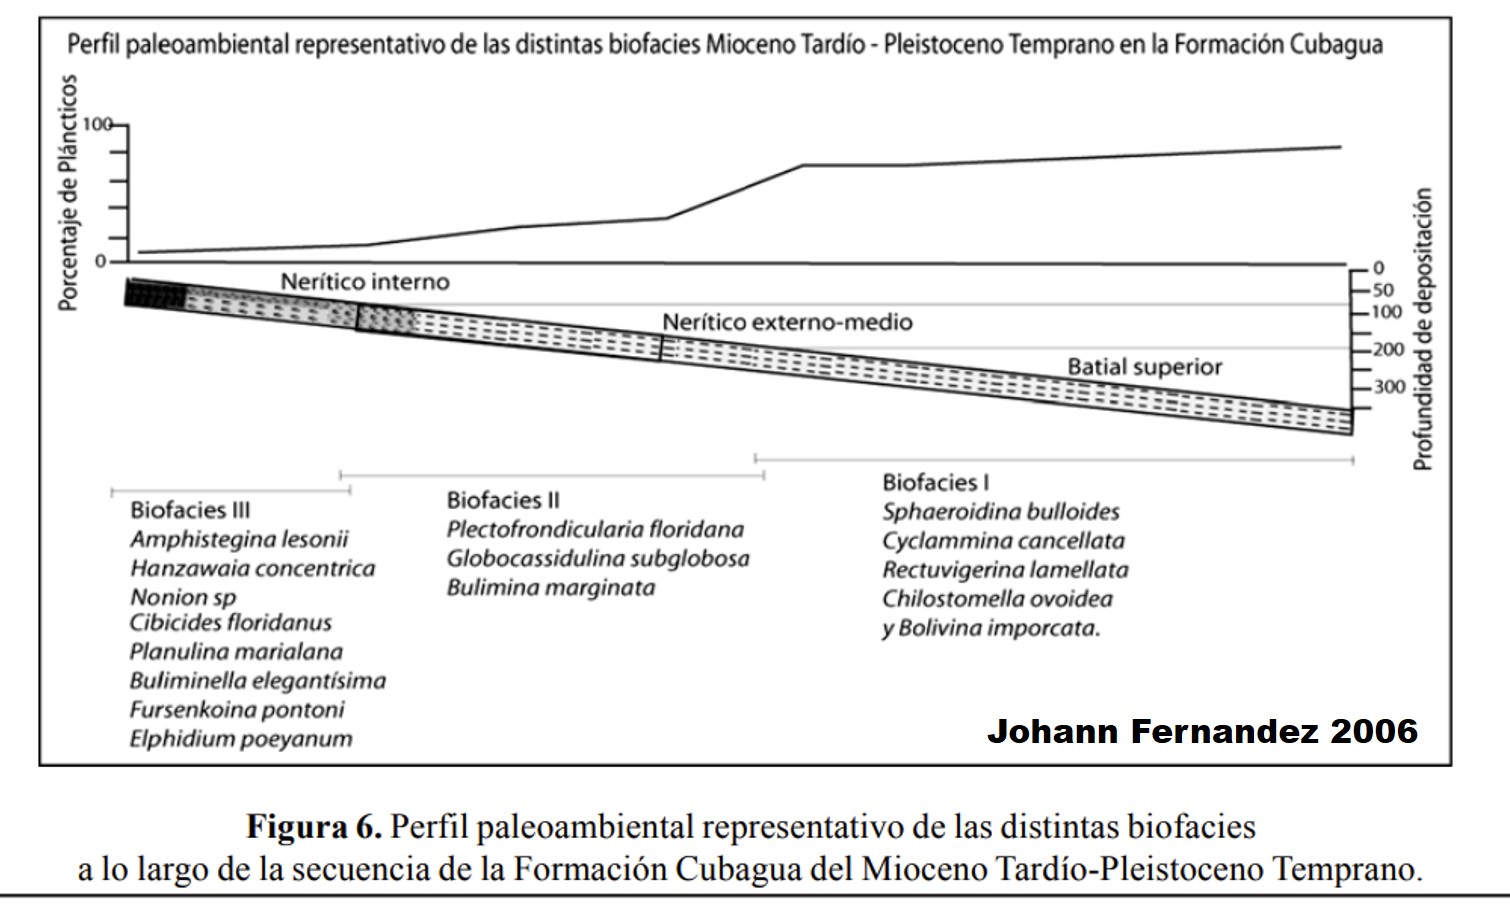 Perfil paleoambiental representativo de las distintas biofacies Mioceno Tardío - Pleistoceno Temprano en la Formación Cubagua
Porcentaje de Pláncticos
100
0
Nerítico interno
Nerítico externo-medio
Batial superior
0
50
100
200
300
Profundidad de depositación
Biofacies III
Amphistegina lesonii
Hanzawaia concentrica
Nonion sp
Cibicides floridanus
Planulina marialana
Buliminella elegantísima
Fursenkoina pontoni
Elphidium poeyanum
Biofacies II
Plectofrondicularia floridana
Globocassidulina subglobosa
Bulimina marginata
Biofacies I
Sphaeroidina bulloides
Cyclammina cancellata
Rectuvigerina lamellata
Chilostomella ovoidea
y Bolivina imporcata.
Johann Fernandez 2006
Figura 6. Perfil paleoambiental representativo de las distintas biofacies
a lo largo de la secuencia de la Formación Cubagua del Mioceno Tardío-Pleistoceno Temprano.